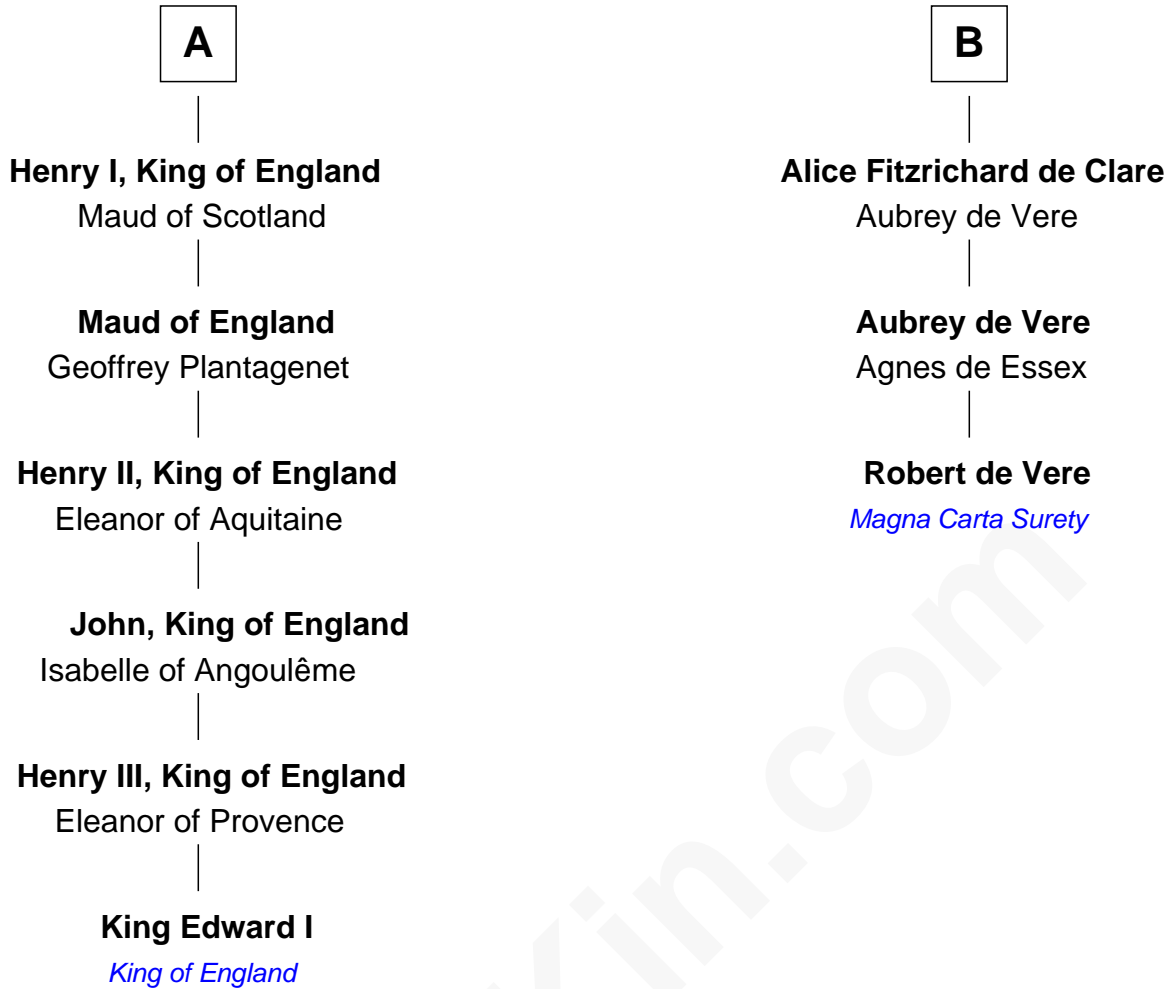 A
Henry I, King of England
Maud of Scotland
Maud of England
Geoffrey Plantagenet
Henry II, King of England
Eleanor of Aquitaine
John, King of England
Isabelle of Angoulême
Henry III, King of England
Eleanor of Provence
King Edward I
King of England
B
Alice Fitzrichard de Clare
Aubrey de Vere
Aubrey de Vere
Agnes de Essex
Robert de Vere
Magna Carta Surety